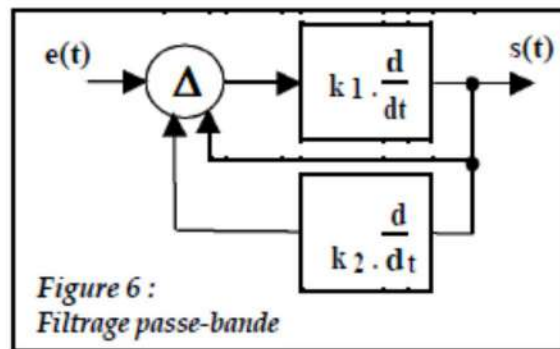 e(t)
Δ
k1. d/dt
s(t)
k2. d/dt
Figure 6 :
Filtrage passe-bande